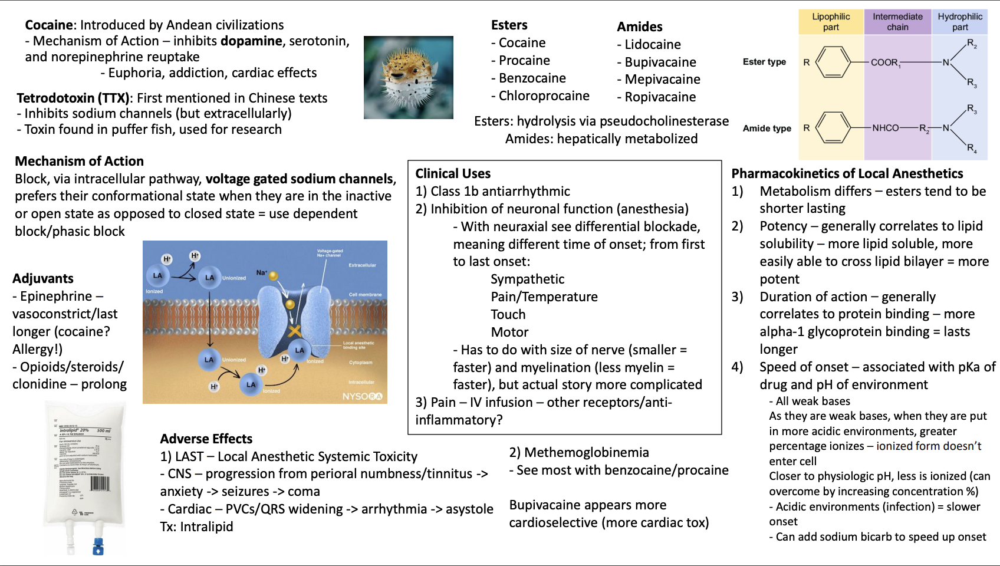 Cocaine: Introduced by Andean civilizations
- Mechanism of Action – inhibits dopamine, serotonin,
and norepinephrine reuptake
- Euphoria, addiction, cardiac effects
Tetrodotoxin (TTX): First mentioned in Chinese texts
- Inhibits sodium channels (but extracellularly)
- Toxin found in puffer fish, used for research
Esters
- Cocaine
- Procaine
- Benzocaine
- Chloroprocaine
Amides
- Lidocaine
- Bupivacaine
- Mepivacaine
- Ropivacaine
Esters: hydrolysis via pseudocholinesterase
Amides: hepatically metabolized
Lipophilic
part
Intermediate
chain
Hydrophilic
part
Ester type R COOR1 N R2 R3
Amide type R NHCO R2 N R3 R4
Mechanism of Action
Block, via intracellular pathway, voltage gated sodium channels,
prefers their conformational state when they are in the inactive
or open state as opposed to closed state = use dependent
block/phasic block
Adjuvants
- Epinephrine –
vasoconstrict/last
longer (cocaine?
Allergy!)
- Opioids/steroids/
clonidine – prolong
H+ H+
LA LA Unionized
Ionized
Na+
Voltage-gated
Na+ channel
Extracellular
Cell membrane
Local anesthetic
binding site
LA Unionized
H+ LA Ionized
Cytoplasm
H+ H+ LA Ionized
Intracellular
NYSORA
Intralipid® 20% 500 ml
Clinical Uses
1) Class 1b antiarrhythmic
2) Inhibition of neuronal function (anesthesia)
- With neuraxial see differential blockade,
meaning different time of onset; from first
to last onset:
Sympathetic
Pain/Temperature
Touch
Motor
- Has to do with size of nerve (smaller =
faster) and myelination (less myelin =
faster), but actual story more complicated
3) Pain – IV infusion – other receptors/anti-
inflammatory?
Pharmacokinetics of Local Anesthetics
1) Metabolism differs – esters tend to be
shorter lasting
2) Potency – generally correlates to lipid
solubility – more lipid soluble, more
easily able to cross lipid bilayer = more
potent
3) Duration of action – generally
correlates to protein binding – more
alpha-1 glycoprotein binding = lasts
longer
4) Speed of onset – associated with pKa of
drug and pH of environment
- All weak bases
As they are weak bases, when they are put
in more acidic environments, greater
percentage ionizes – ionized form doesn't
enter cell
Closer to physiologic pH, less is ionized (can
overcome by increasing concentration %)
- Acidic environments (infection) = slower
onset
- Can add sodium bicarb to speed up onset
Adverse Effects
1) LAST – Local Anesthetic Systemic Toxicity
- CNS – progression from perioral numbness/tinnitus ->
anxiety -> seizures -> coma
- Cardiac – PVCs/QRS widening -> arrhythmia -> asystole
Tx: Intralipid
2) Methemoglobinemia
- See most with benzocaine/procaine
Bupivacaine appears more
cardioselective (more cardiac tox)